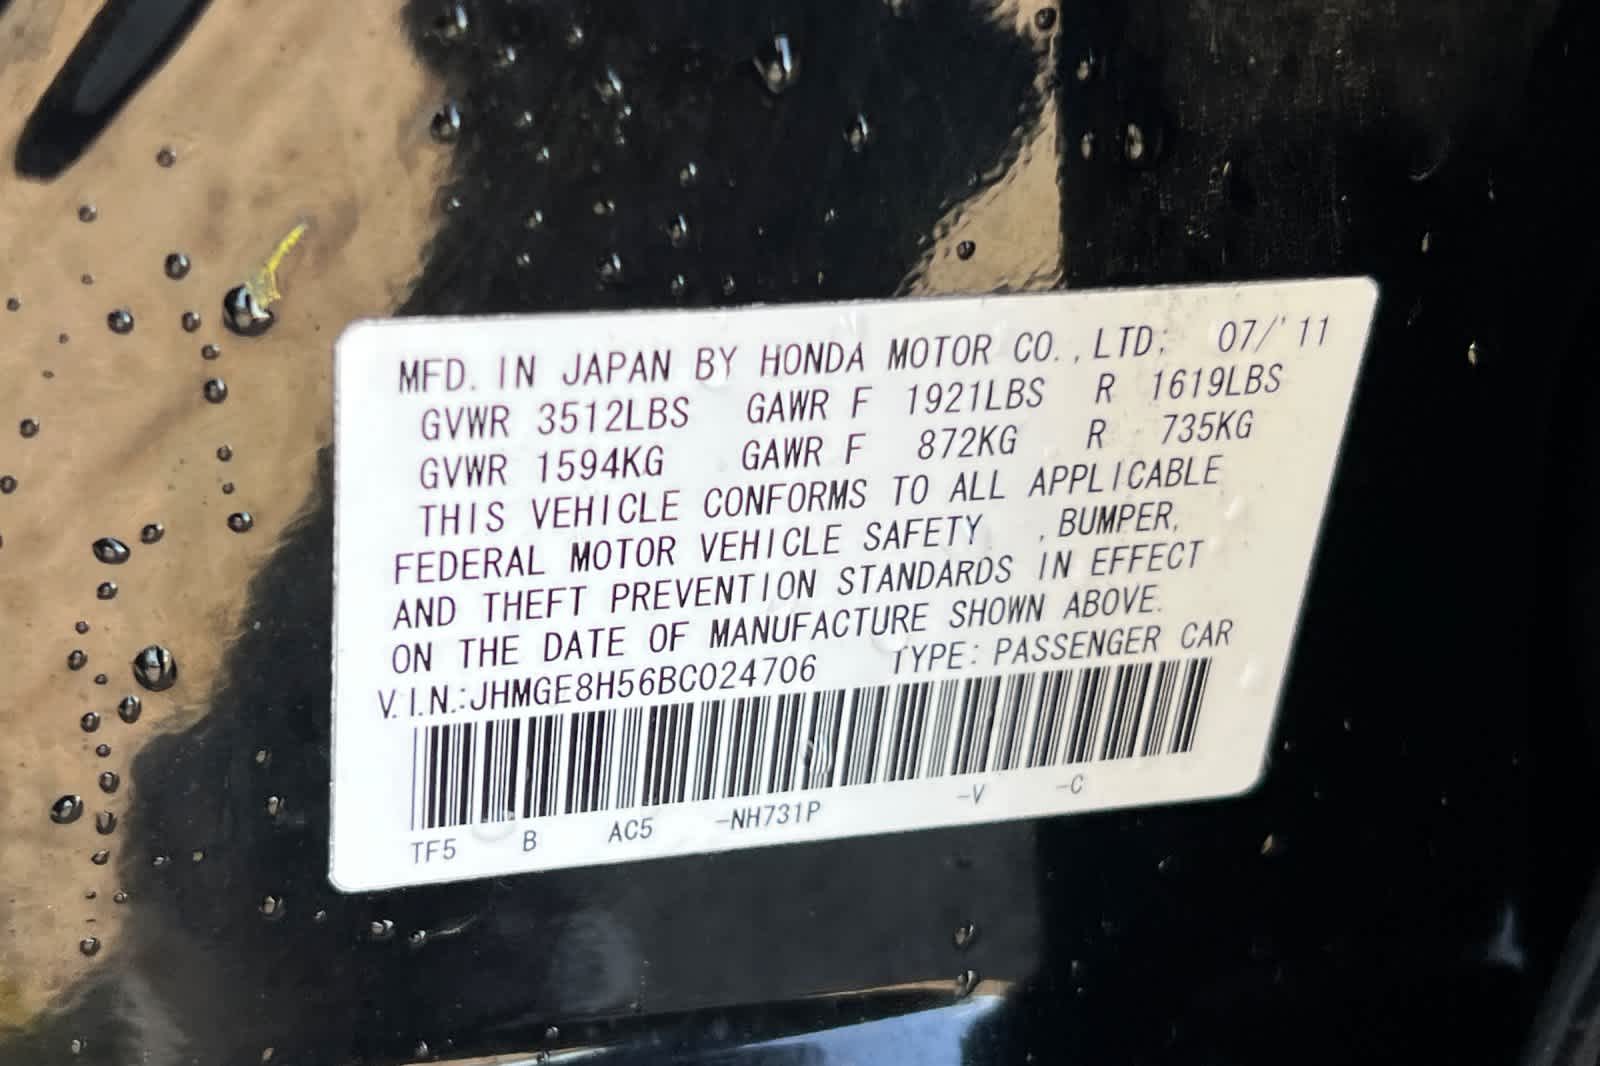 MFD. IN JAPAN BY HONDA MOTOR CO., LTD. 07/'11
GVWR 3512LBS GAWR F 1921LBS R 1619LBS
GVWR 1594KG GAWR F 872KG R 735KG
THIS VEHICLE CONFORMS TO ALL APPLICABLE
FEDERAL MOTOR VEHICLE SAFETY , BUMPER,
AND THEFT PREVENTION STANDARDS IN EFFECT
ON THE DATE OF MANUFACTURE SHOWN ABOVE.
V.I.N.:JHMGE8H56BC024706 TYPE: PASSENGER CAR
TF5 B AC5 -NH731P -V -C